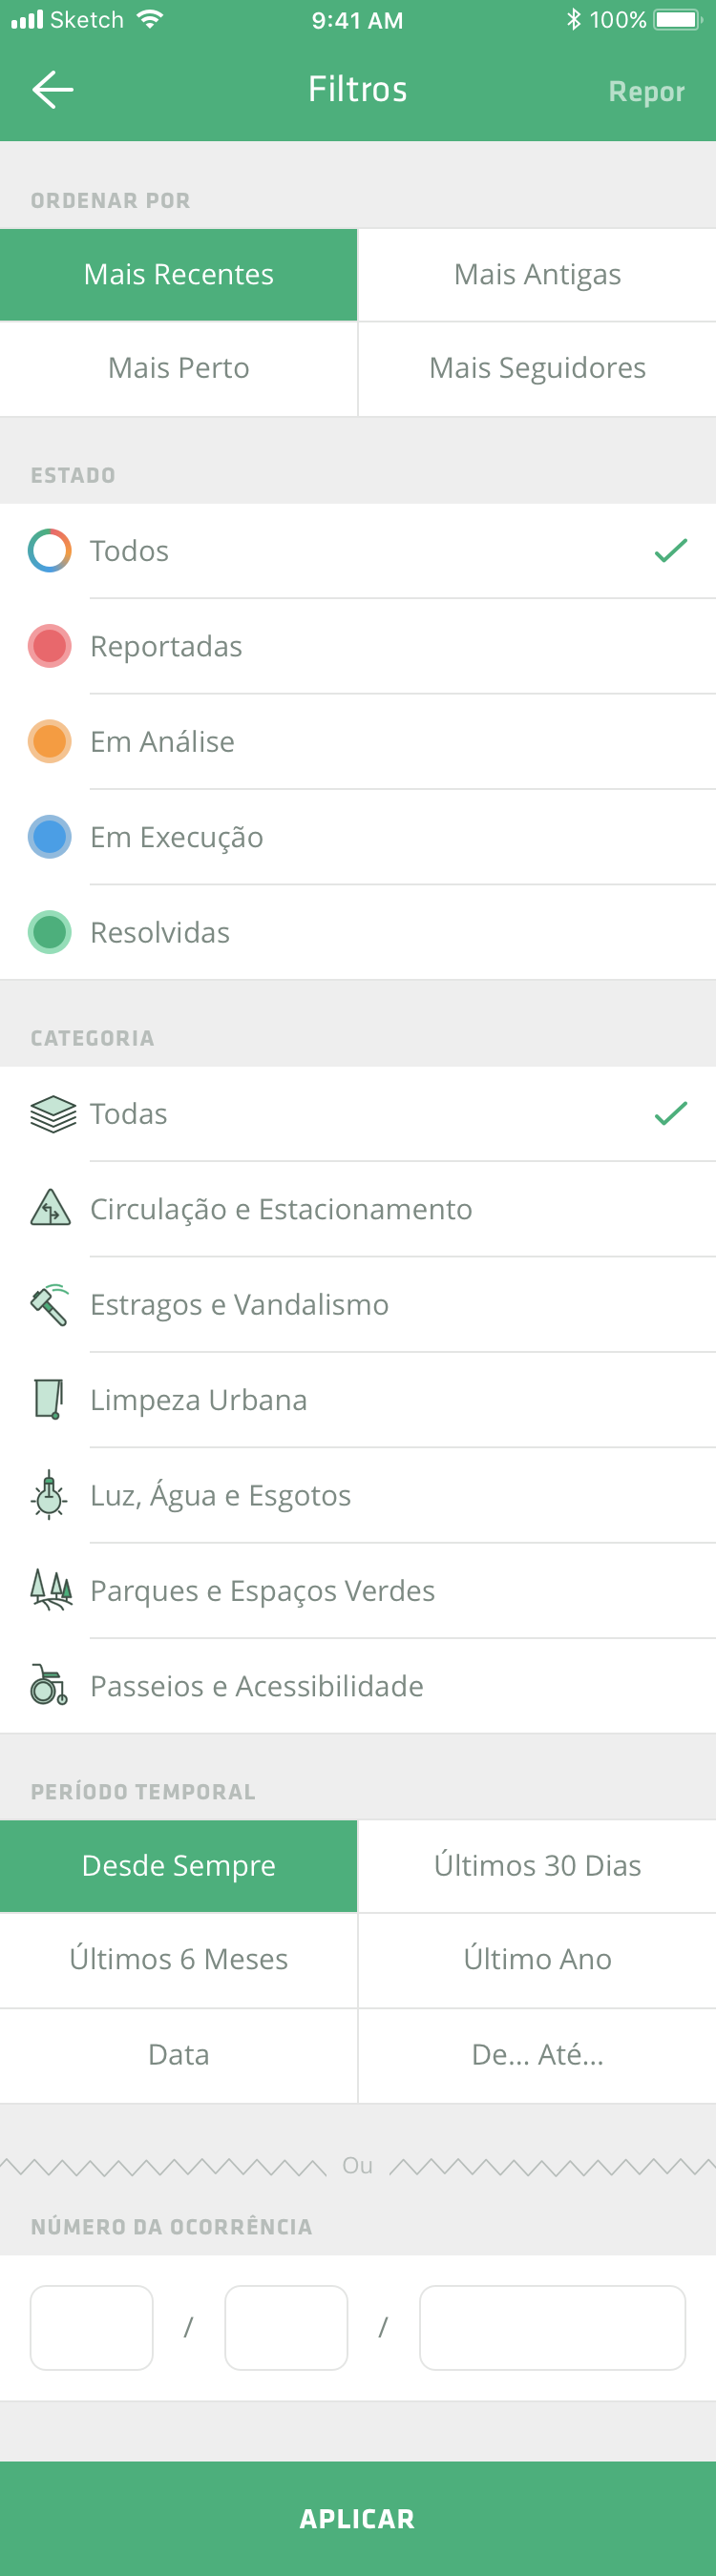 Sketch 9:41 AM 100%
Filtros Repor
ORDENAR POR
Mais Recentes Mais Antigas
Mais Perto Mais Seguidores
ESTADO
Todos
Reportadas
Em Análise
Em Execução
Resolvidas
CATEGORIA
Todas
Circulação e Estacionamento
Estragos e Vandalismo
Limpeza Urbana
Luz, Água e Esgotos
Parques e Espaços Verdes
Passeios e Acessibilidade
PERÍODO TEMPORAL
Desde Sempre Últimos 30 Dias
Últimos 6 Meses Último Ano
Data De... Até...
Ou
NÚMERO DA OCORRÊNCIA
/ /
APLICAR